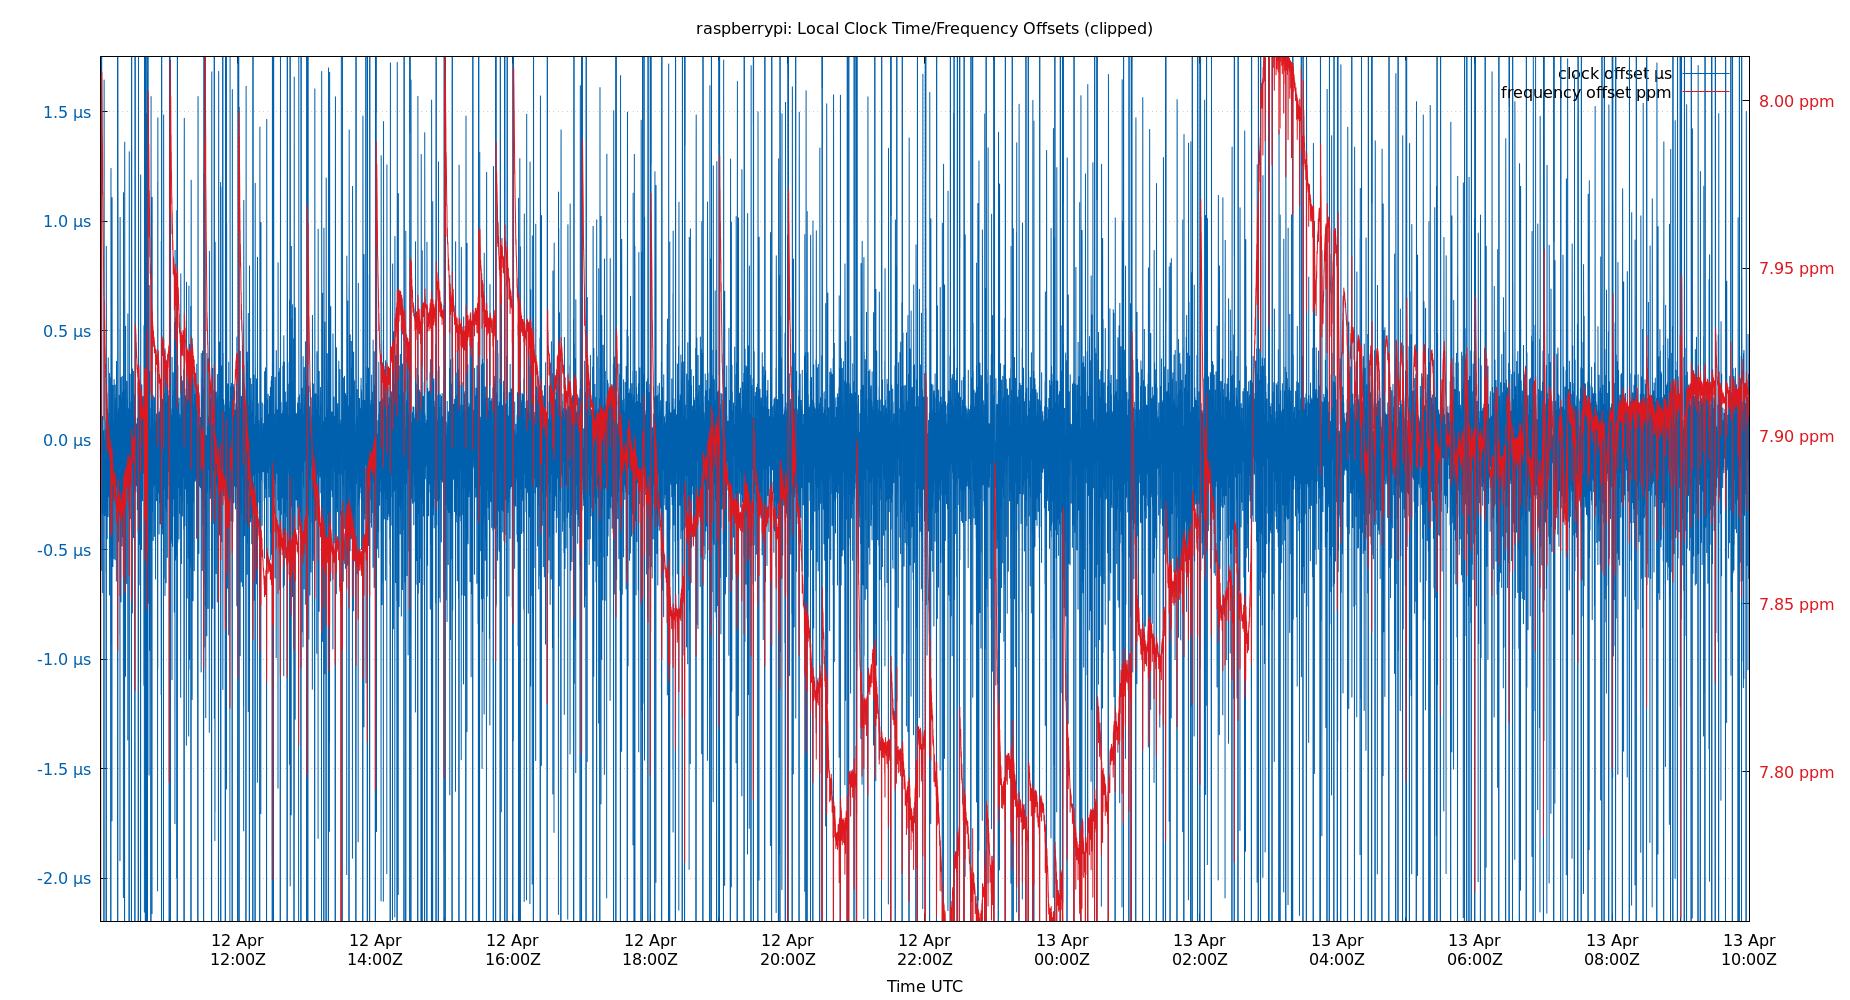 raspberrypi: Local Clock Time/Frequency Offsets (clipped)
clock offset µs
frequency offset ppm
1.5 µs
1.0 µs
0.5 µs
0.0 µs
-0.5 µs
-1.0 µs
-1.5 µs
-2.0 µs
8.00 ppm
7.95 ppm
7.90 ppm
7.85 ppm
7.80 ppm
12 Apr 12 Apr 12 Apr 12 Apr 12 Apr 12 Apr 13 Apr 13 Apr 13 Apr 13 Apr 13 Apr 13 Apr
12:00Z 14:00Z 16:00Z 18:00Z 20:00Z 22:00Z 00:00Z 02:00Z 04:00Z 06:00Z 08:00Z 10:00Z
Time UTC